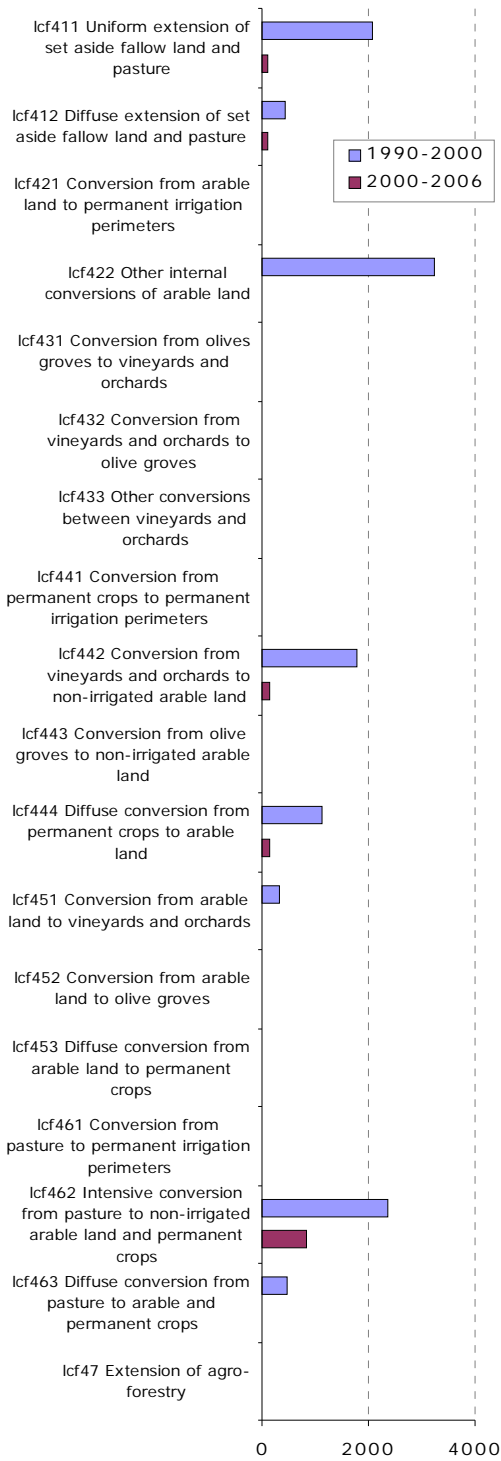 lcf411 Uniform extension of
set aside fallow land and
pasture
lcf412 Diffuse extension of set
aside fallow land and pasture
1990-2000
2000-2006
lcf421 Conversion from arable
land to permanent irrigation
perimeters
lcf422 Other internal
conversions of arable land
lcf431 Conversion from olives
groves to vineyards and
orchards
lcf432 Conversion from
vineyards and orchards to
olive groves
lcf433 Other conversions
between vineyards and
orchards
lcf441 Conversion from
permanent crops to permanent
irrigation perimeters
lcf442 Conversion from
vineyards and orchards to
non-irrigated arable land
lcf443 Conversion from olive
groves to non-irrigated arable
land
lcf444 Diffuse conversion from
permanent crops to arable
land
lcf451 Conversion from arable
land to vineyards and orchards
lcf452 Conversion from arable
land to olive groves
lcf453 Diffuse conversion from
arable land to permanent
crops
lcf461 Conversion from
pasture to permanent irrigation
perimeters
lcf462 Intensive conversion
from pasture to non-irrigated
arable land and permanent
crops
lcf463 Diffuse conversion from
pasture to arable and
permanent crops
lcf47 Extension of agro-
forestry
0 2000 4000